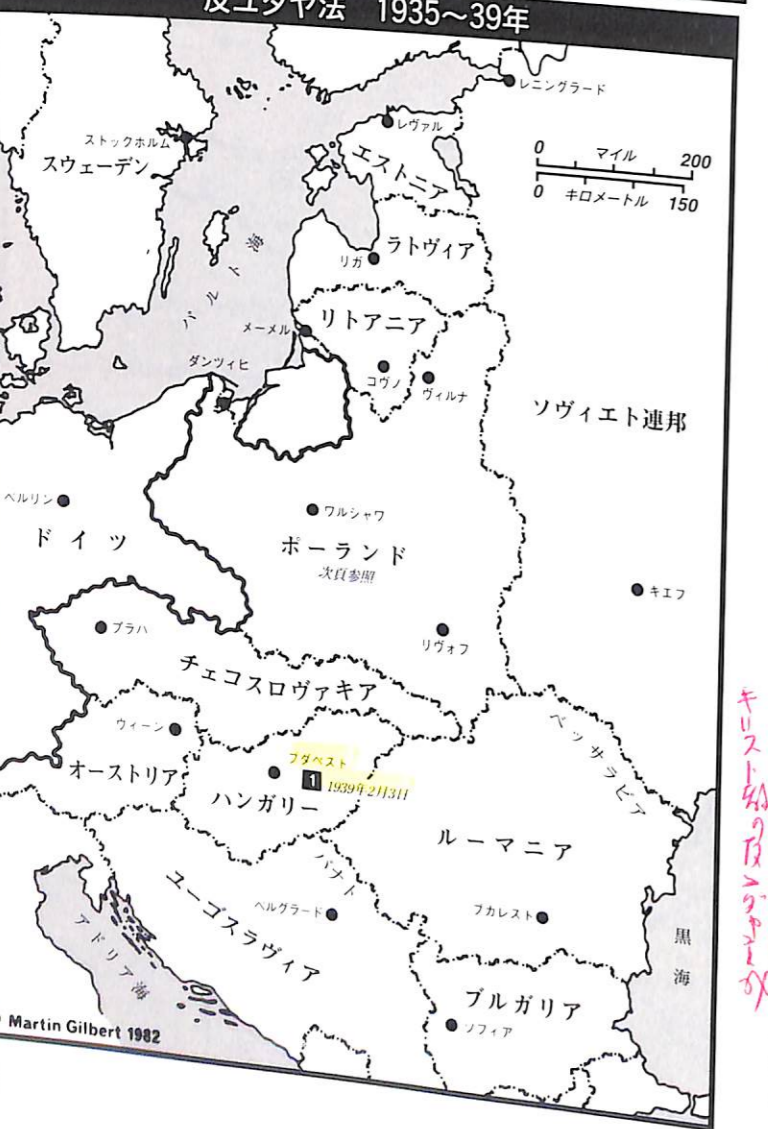 反ユダヤ法 1935〜39年
レニングラード
レヴァル
ストックホルム
スウェーデン
エストニア
0 マイル 200
0 キロメートル 150
バルト海
リガ
ラトヴィア
メーメル
リトアニア
ダンツィヒ
コヴノ
ヴィルナ
ソヴィエト連邦
ベルリン
ドイツ
ワルシャワ
ポーランド
次頁参照
キエフ
プラハ
リヴォフ
チェコスロヴァキア
ベッサラビア
ウィーン
ブダペスト
オーストリア
1 1939年2月3日
ハンガリー
ルーマニア
バナト
ユーゴスラヴィア
ベルグラード
ブカレスト
黒海
アドリア海
ブルガリア
ソフィア
Martin Gilbert 1982
キリスト